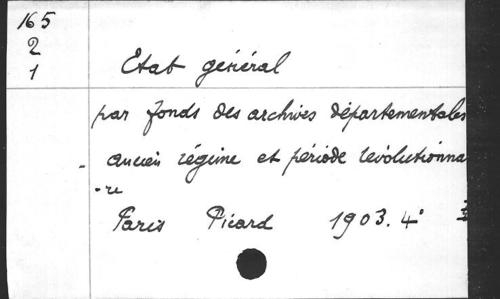 165
2
1
Etat général
par fonds des archives départementales
ancien régime et période révolutionna
-re
Paris Picard 1903. 4°